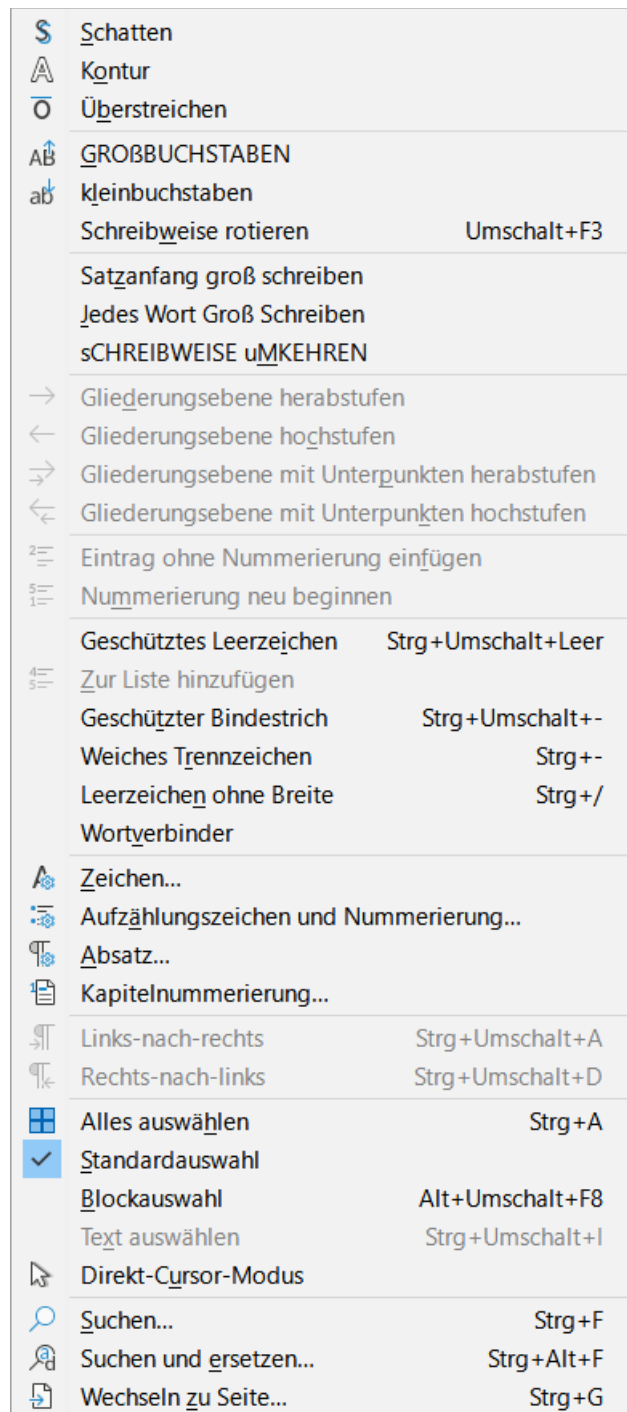 Schatten
Kontur
Überstreichen
GROßBUCHSTABEN
kleinbuchstaben
Schreibweise rotieren Umschalt+F3
Satzanfang groß schreiben
Jedes Wort Groß Schreiben
sCHREIBWEISE uMKEHREN
Gliederungsebene herabstufen
Gliederungsebene hochstufen
Gliederungsebene mit Unterpunkten herabstufen
Gliederungsebene mit Unterpunkten hochstufen
Eintrag ohne Nummerierung einfügen
Nummerierung neu beginnen
Geschütztes Leerzeichen Strg+Umschalt+Leer
Zur Liste hinzufügen
Geschützter Bindestrich Strg+Umschalt+-
Weiches Trennzeichen Strg+-
Leerzeichen ohne Breite Strg+/
Wortverbinder
Zeichen...
Aufzählungszeichen und Nummerierung...
Absatz...
Kapitelnummerierung...
Links-nach-rechts Strg+Umschalt+A
Rechts-nach-links Strg+Umschalt+D
Alles auswählen Strg+A
Standardauswahl
Blockauswahl Alt+Umschalt+F8
Text auswählen Strg+Umschalt+I
Direkt-Cursor-Modus
Suchen... Strg+F
Suchen und ersetzen... Strg+Alt+F
Wechseln zu Seite... Strg+G